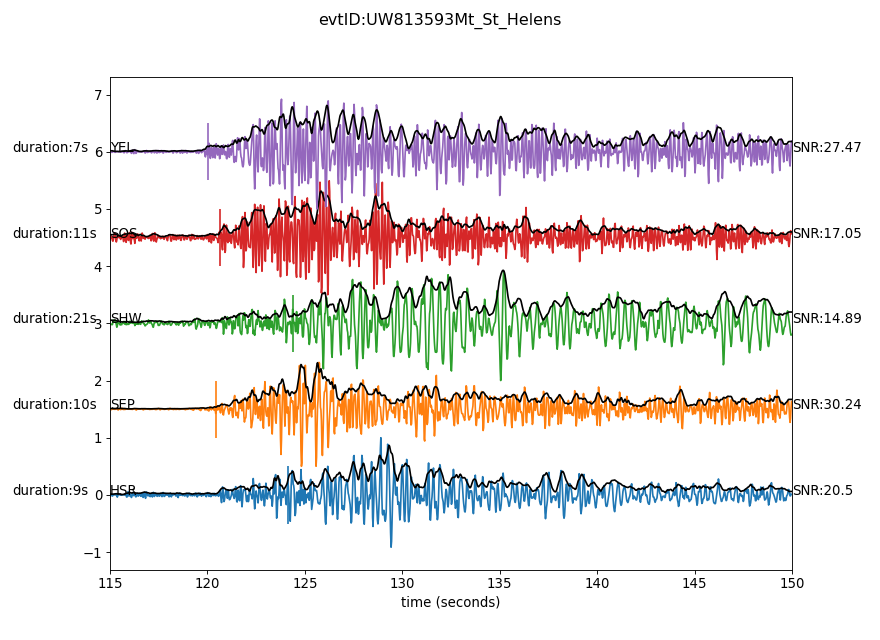 evtID:UW813593Mt_St_Helens
7
duration:7s YEL SNR:27.47
6
5
duration:11s SOS SNR:17.05
4
duration:21s SHW SNR:14.89
3
2
duration:10s SEP SNR:30.24
1
duration:9s HSR SNR:20.5
0
−1
115 120 125 130 135 140 145 150
time (seconds)